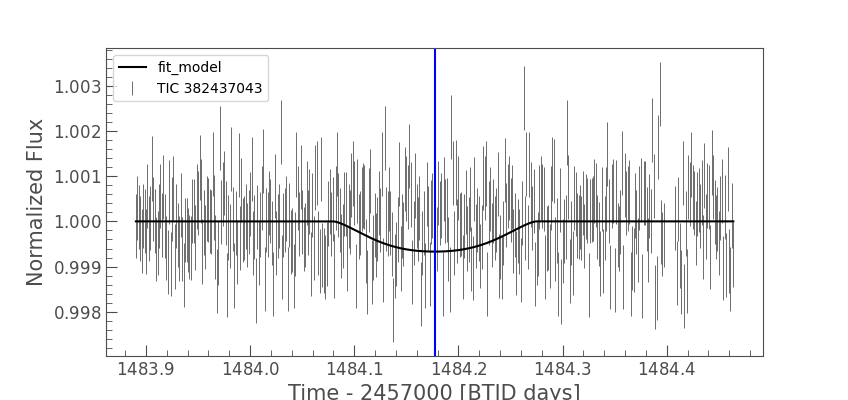 fit_model
TIC 382437043
Normalized Flux
1.003
1.002
1.001
1.000
0.999
0.998
1483.9 1484.0 1484.1 1484.2 1484.3 1484.4
Time - 2457000 [BTJD days]